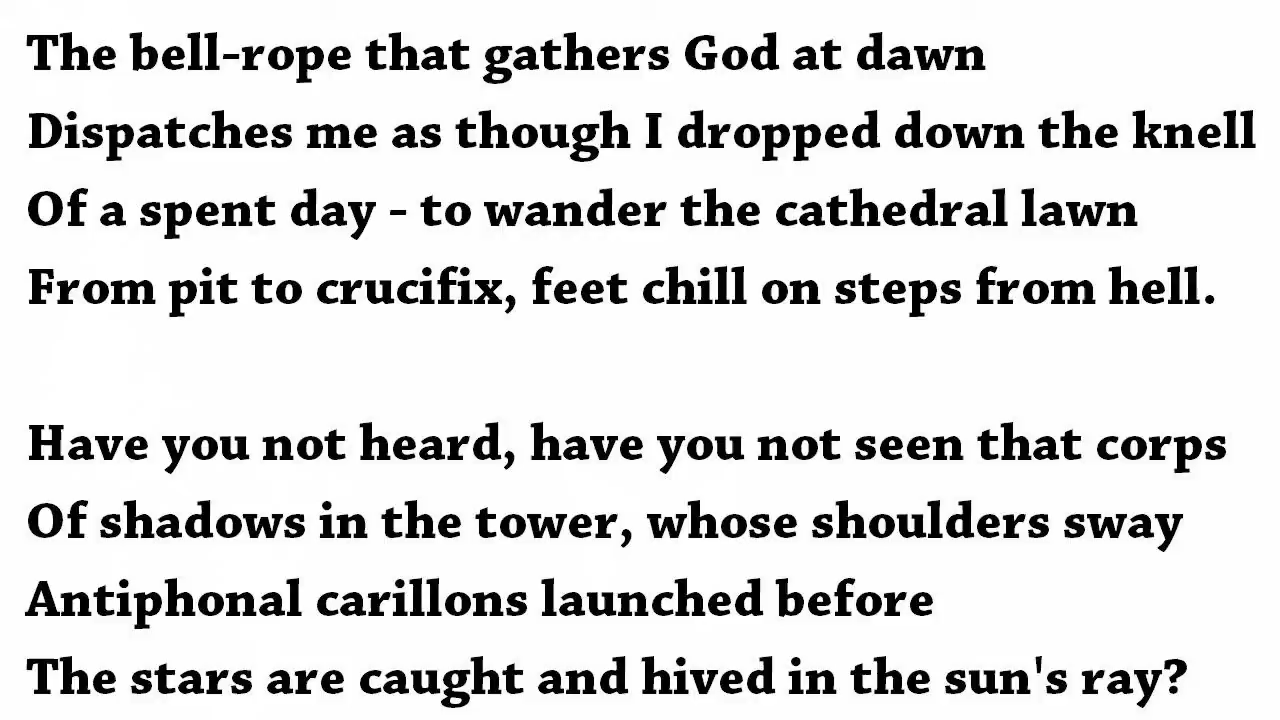 The bell-rope that gathers God at dawn
Dispatches me as though I dropped down the knell
Of a spent day - to wander the cathedral lawn
From pit to crucifix, feet chill on steps from hell.

Have you not heard, have you not seen that corps
Of shadows in the tower, whose shoulders sway
Antiphonal carillons launched before
The stars are caught and hived in the sun's ray?